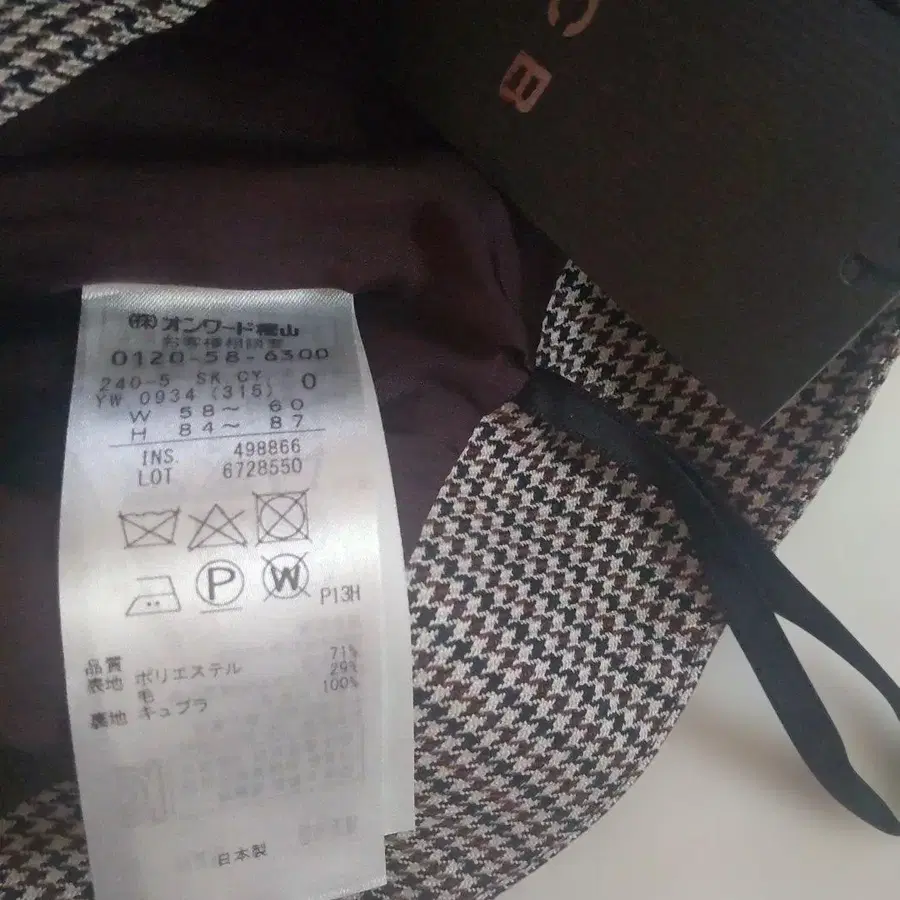 CB
(株)オンワード樫山
お客様相談室
0120-58-6300
240-5 SK CY 0
YW 0934 (315)
W 58～ 60
H 84～ 87
INS. 498866
LOT 6728550
P W P13H
品質
表地 ポリエステル 71%
毛 29%
裏地 キュプラ 100%
日本製